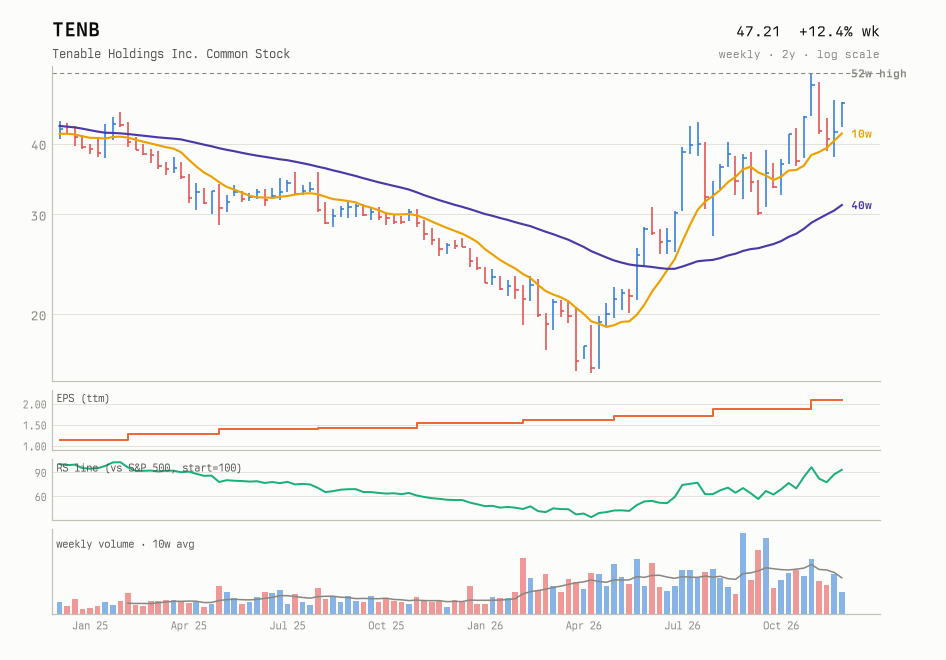 TENB
47.21 +12.4% wk
Tenable Holdings Inc. Common Stock
weekly · 2y · log scale
52w high
40
10w
30
40w
20
EPS (ttm)
2.00
1.50
1.00
RS line (vs S&P 500, start=100)
90
60
weekly volume · 10w avg
Jan 25 Apr 25 Jul 25 Oct 25 Jan 26 Apr 26 Jul 26 Oct 26